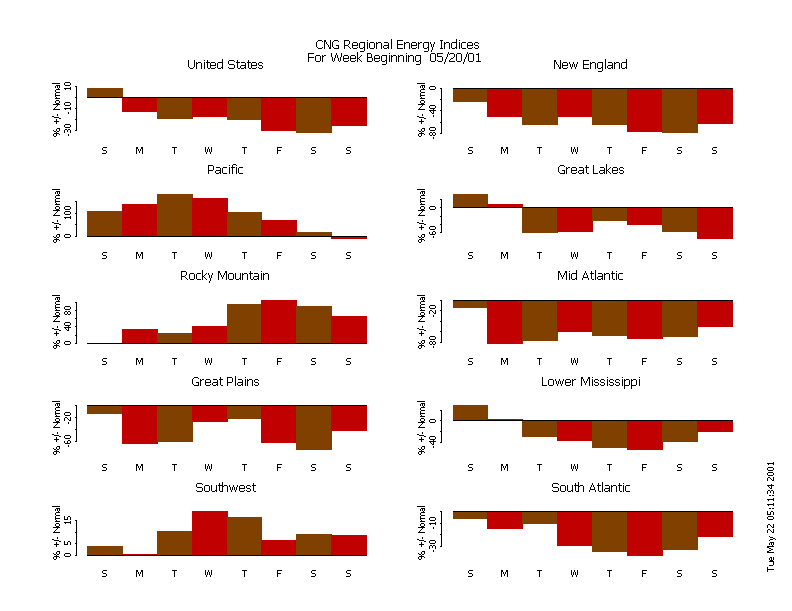 CNG Regional Energy Indices
For Week Beginning 05/20/01
United States
% +/- Normal
10
-10
-30
S M T W T F S S
New England
% +/- Normal
0
-40
-80
S M T W T F S S
Pacific
% +/- Normal
100
0
S M T W T F S S
Great Lakes
% +/- Normal
0
-60
S M T W T F S S
Rocky Mountain
% +/- Normal
80
40
0
S M T W T F S S
Mid Atlantic
% +/- Normal
-20
-80
S M T W T F S S
Great Plains
% +/- Normal
-20
-60
S M T W T F S S
Lower Mississippi
% +/- Normal
0
-40
S M T W T F S S
Southwest
% +/- Normal
15
5
0
S M T W T F S S
South Atlantic
% +/- Normal
-10
-30
S M T W T F S S
Tue May 22 05:11:34 2001